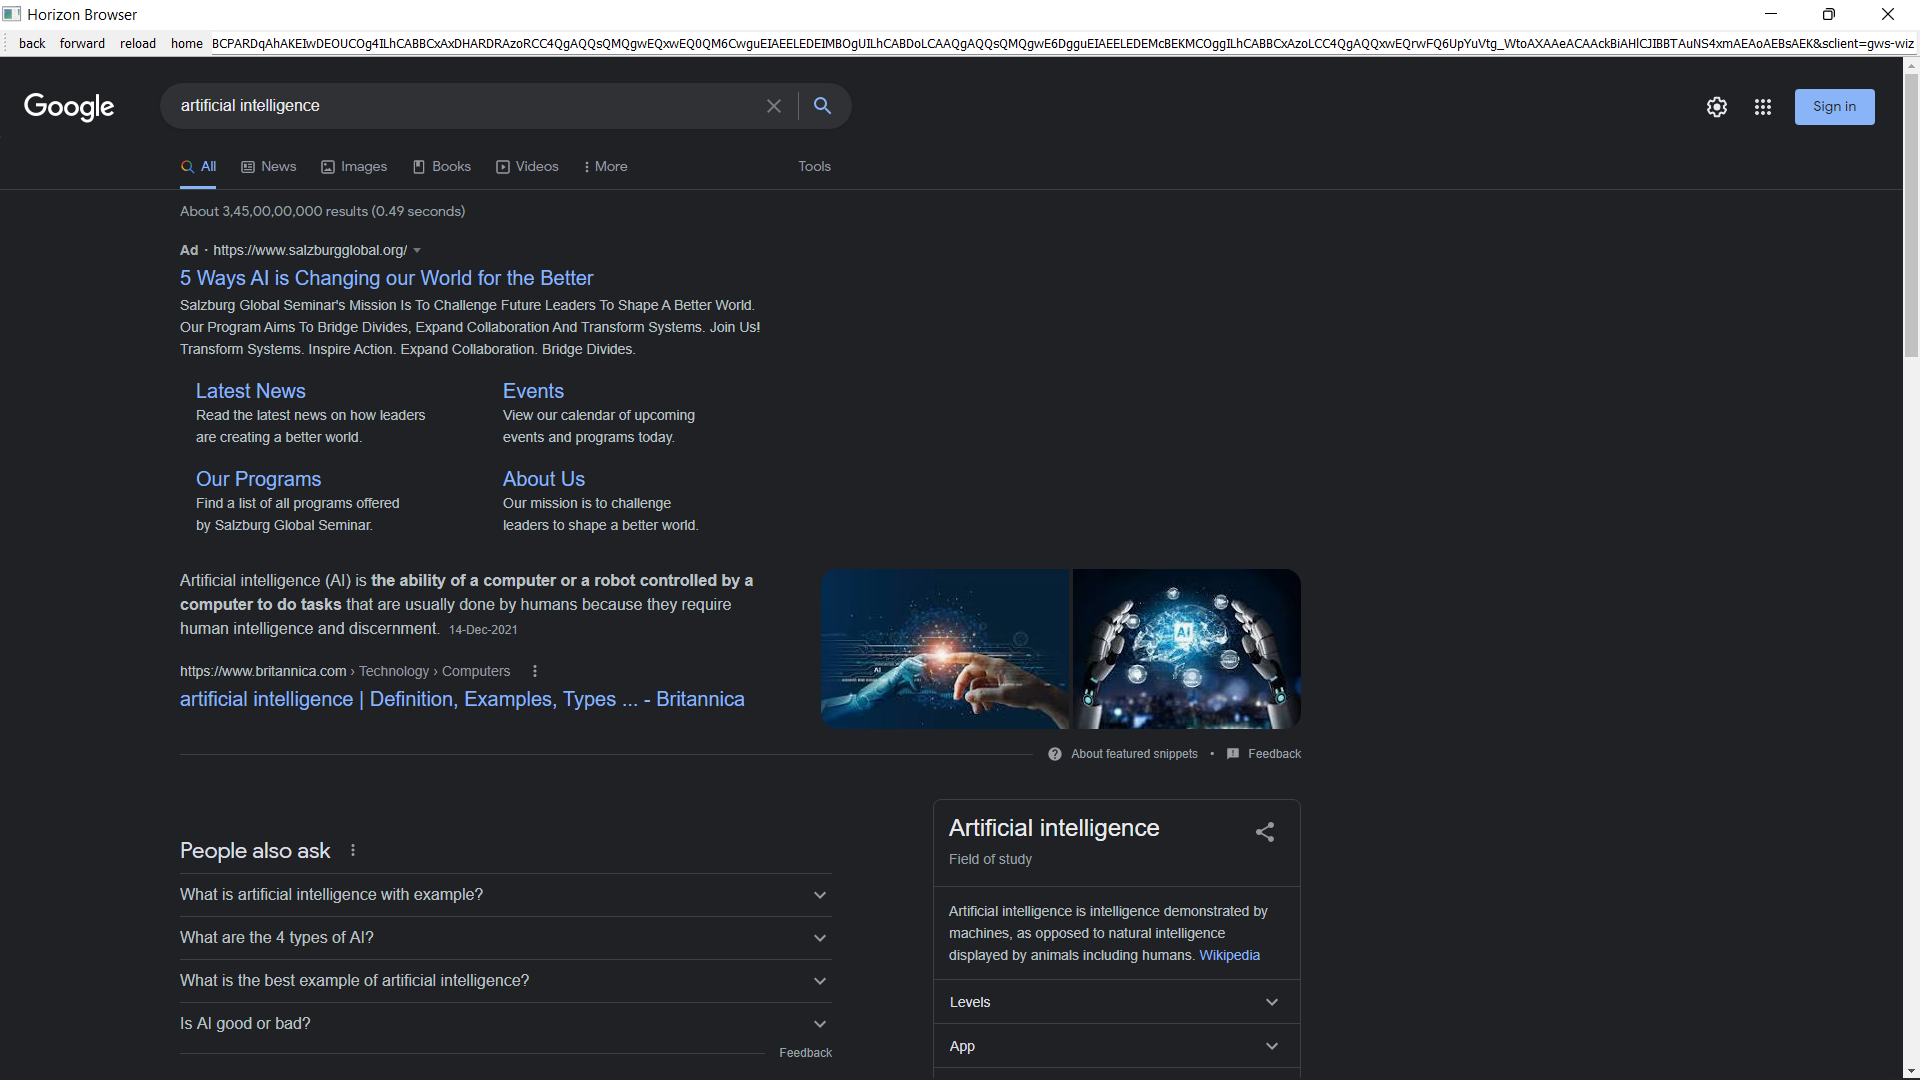 Horizon Browser
back forward reload home BCPARDqAhAKEIwDEOUCOg4ILhCABBCxAxDHARDRAzoRCC4QgAQQsQMQgwEQxwEQ0QM6CwguEIAEELEDEIMBOgUILhCABDoLCAAQgAQQsQMQgwE6DgguEIAEELEDEMcBEKMCOggILhCABBCxAzoLCC4QgAQQxwEQrwFQ6UpYuVtg_WtoAXAAeACAAckBiAHlCJIBBTAuNS4xmAEAoAEBsAEK&sclient=gws-wiz
Google
artificial intelligence
Sign in
All News Images Books Videos More Tools
About 3,45,00,00,000 results (0.49 seconds)
Ad · https://www.salzburgglobal.org/
5 Ways AI is Changing our World for the Better
Salzburg Global Seminar's Mission Is To Challenge Future Leaders To Shape A Better World.
Our Program Aims To Bridge Divides, Expand Collaboration And Transform Systems. Join Us!
Transform Systems. Inspire Action. Expand Collaboration. Bridge Divides.
Latest News
Read the latest news on how leaders
are creating a better world.
Events
View our calendar of upcoming
events and programs today.
Our Programs
Find a list of all programs offered
by Salzburg Global Seminar.
About Us
Our mission is to challenge
leaders to shape a better world.
Artificial intelligence (AI) is the ability of a computer or a robot controlled by a
computer to do tasks that are usually done by humans because they require
human intelligence and discernment. 14-Dec-2021
https://www.britannica.com › Technology › Computers
artificial intelligence | Definition, Examples, Types ... - Britannica
AI
AI
About featured snippets • Feedback
People also ask
What is artificial intelligence with example?
What are the 4 types of AI?
What is the best example of artificial intelligence?
Is AI good or bad?
Feedback
Artificial intelligence
Field of study
Artificial intelligence is intelligence demonstrated by
machines, as opposed to natural intelligence
displayed by animals including humans. Wikipedia
Levels
App